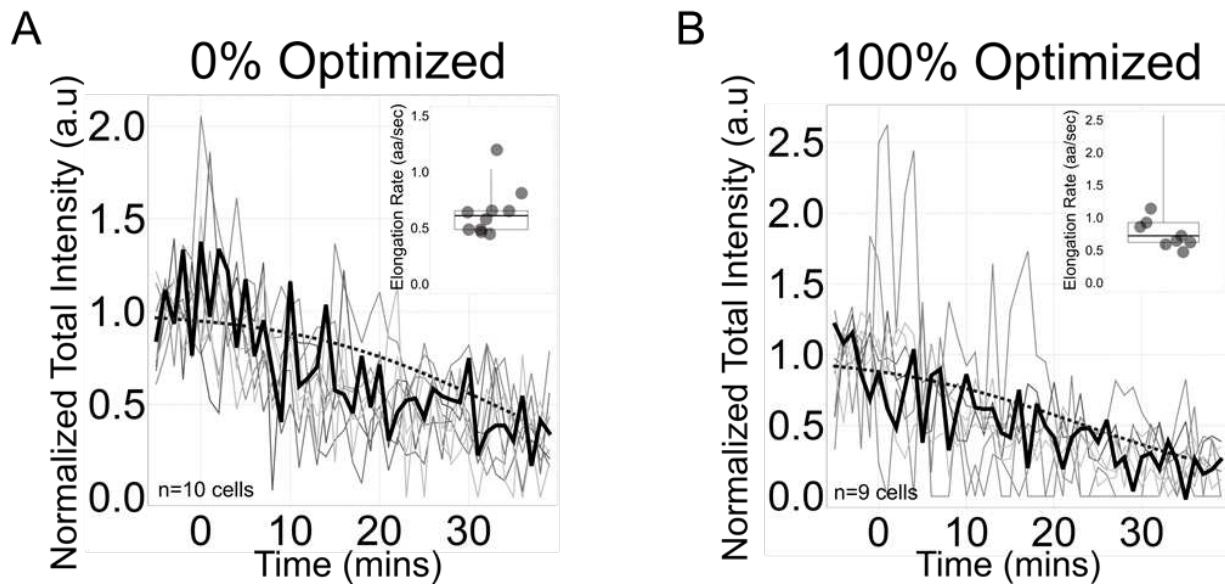 A
0% Optimized
Normalized Total Intensity (a.u)
2.0
1.5
1.0
0.5
0.0
Elongation Rate (aa/sec)
1.5
1.0
0.5
0.0
n=10 cells
0 10 20 30
Time (mins)
B
100% Optimized
Normalized Total Intensity (a.u)
2.5
2.0
1.5
1.0
0.5
0.0
Elongation Rate (aa/sec)
2.5
2.0
1.5
1.0
0.5
0.0
n=9 cells
0 10 20 30
Time (mins)